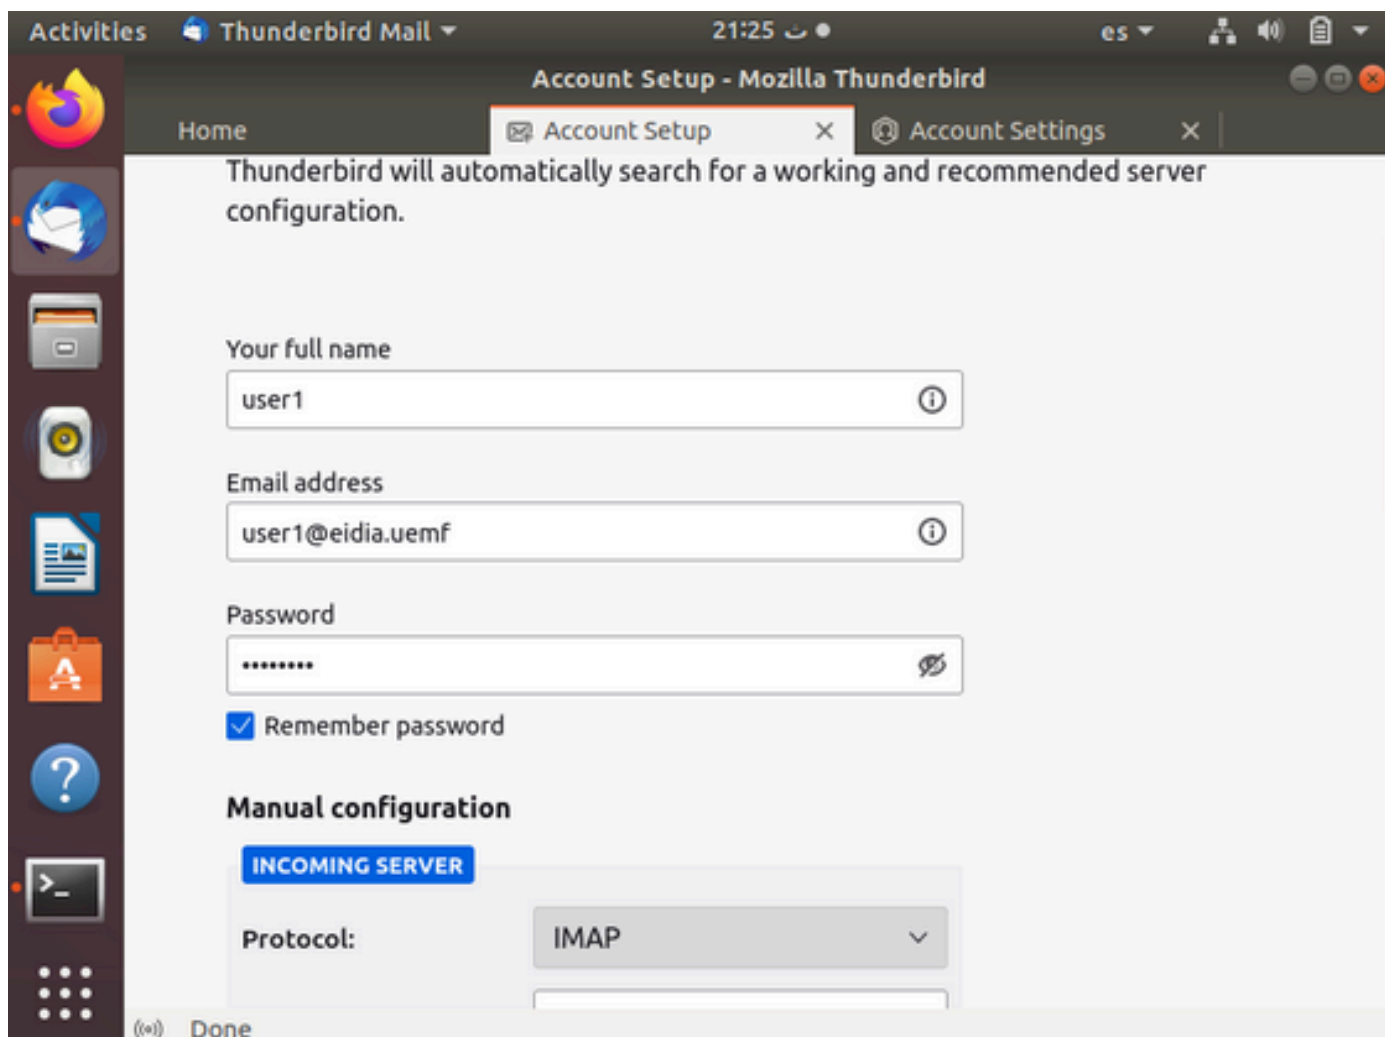 Activities Thunderbird Mail 21:25 ث es
Account Setup - Mozilla Thunderbird
Home Account Setup Account Settings
Thunderbird will automatically search for a working and recommended server
configuration.
Your full name
user1
Email address
user1@eidia.uemf
Password
••••••••
Remember password
Manual configuration
INCOMING SERVER
Protocol: IMAP
Done